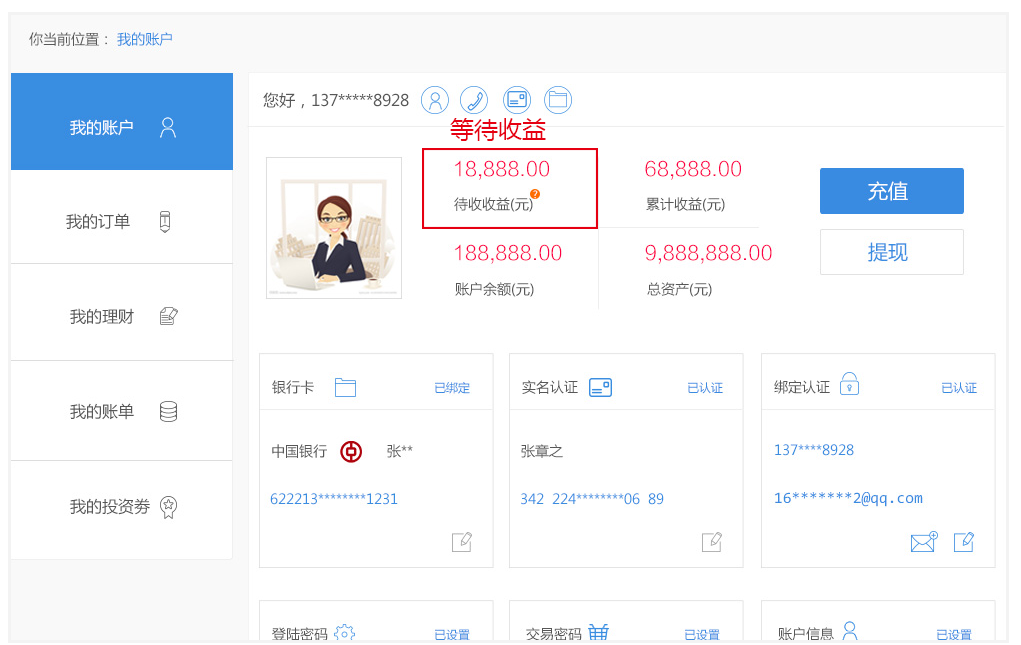 你当前位置： 我的账户
我的账户
我的订单
我的理财
我的账单
我的投资劵
您好，137*****8928
等待收益
18,888.00
待收收益(元)
?
68,888.00
累计收益(元)
充值
188,888.00
账户余额(元)
9,888,888.00
总资产(元)
提现
银行卡 已绑定
中国银行 张**
622213********1231
实名认证 已认证
张章之
342 224********06 89
绑定认证 已认证
137****8928
16*******2@qq.com
登陆密码 已设置
交易密码 已设置
账户信息 已设置